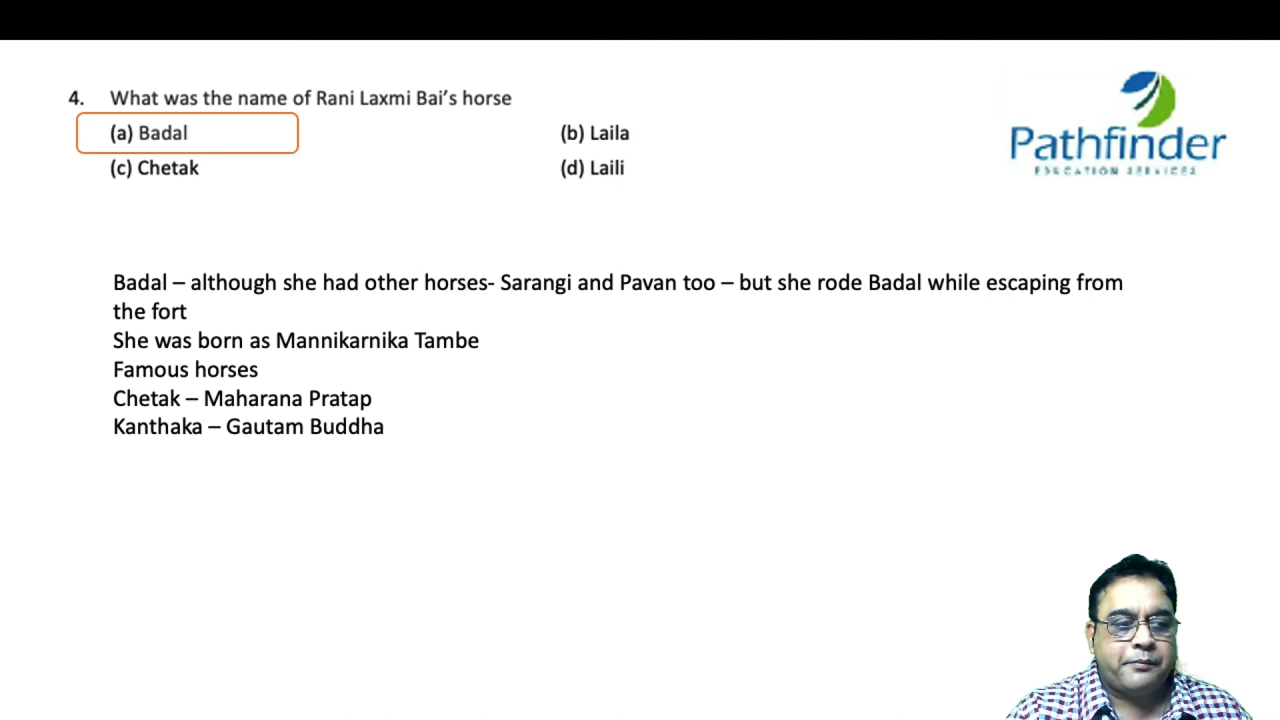 4. What was the name of Rani Laxmi Bai's horse
(a) Badal (b) Laila
(c) Chetak (d) Laili
Pathfinder
EDUCATION SERVICES
Badal – although she had other horses- Sarangi and Pavan too – but she rode Badal while escaping from
the fort
She was born as Mannikarnika Tambe
Famous horses
Chetak – Maharana Pratap
Kanthaka – Gautam Buddha